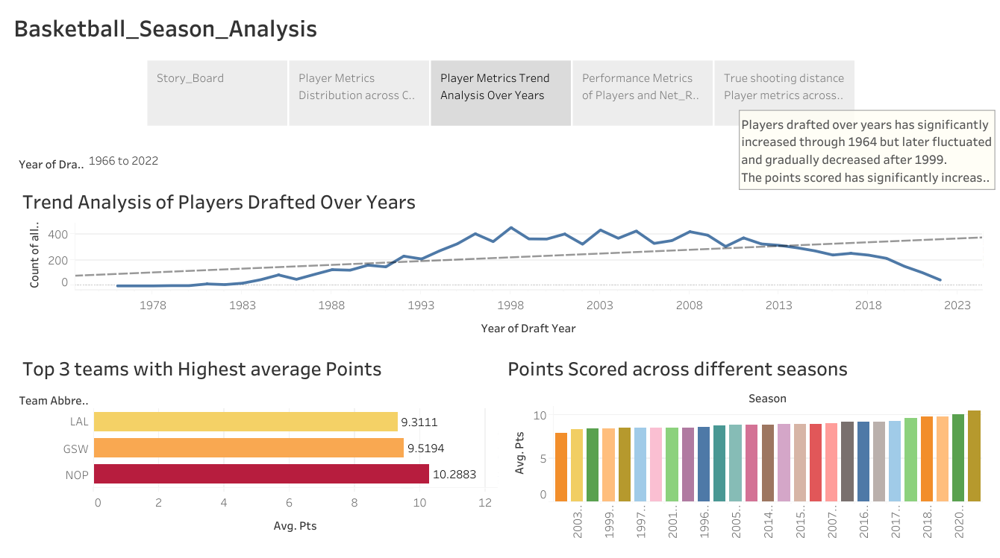 Basketball_Season_Analysis
Story_Board
Player Metrics
Distribution across C..
Player Metrics Trend
Analysis Over Years
Performance Metrics
of Players and Net_R..
True shooting distance
Player metrics across..
Players drafted over years has significantly
increased through 1964 but later fluctuated
and gradually decreased after 1999.
The points scored has significantly increas..
Year of Dra.. 1966 to 2022
Trend Analysis of Players Drafted Over Years
Count of all..
400
200
0
1978 1983 1988 1993 1998 2003 2008 2013 2018 2023
Year of Draft Year
Top 3 teams with Highest average Points
Team Abbre..
LAL 9.3111
GSW 9.5194
NOP 10.2883
0 2 4 6 8 10 12
Avg. Pts
Points Scored across different seasons
Season
Avg. Pts
10
5
0
2003.. 1999.. 1997.. 2001.. 1996.. 2005.. 2014.. 2015.. 2007.. 2016.. 2017.. 2018.. 2020..